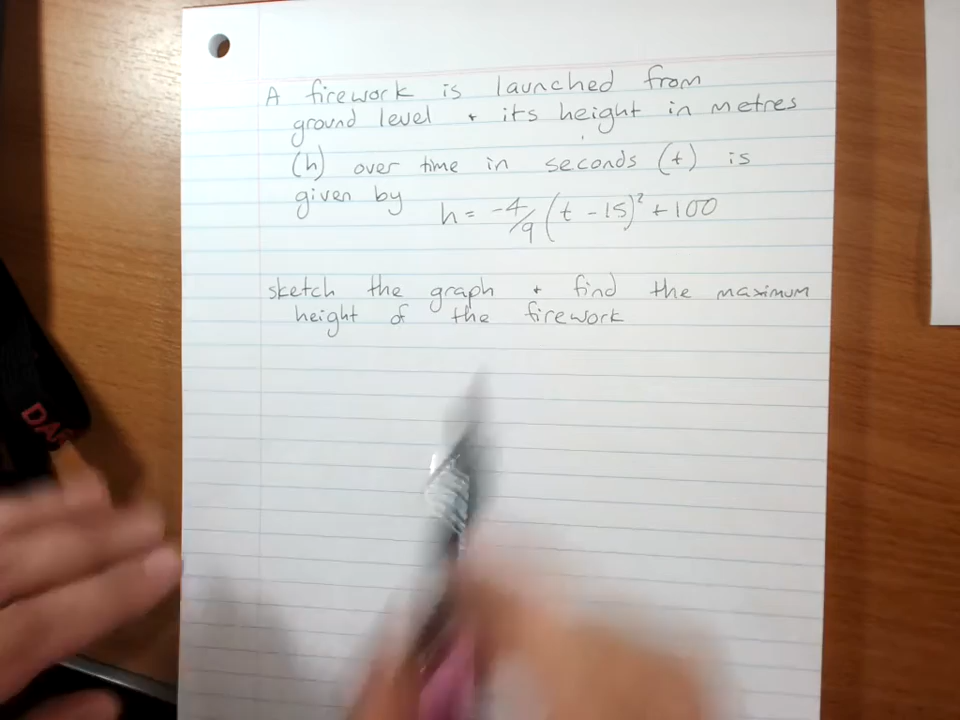 A firework is launched from
ground level + its height in metres
(h) over time in seconds (t) is
given by h = -4/9 (t - 15)² + 100
sketch the graph + find the maximum
height of the firework